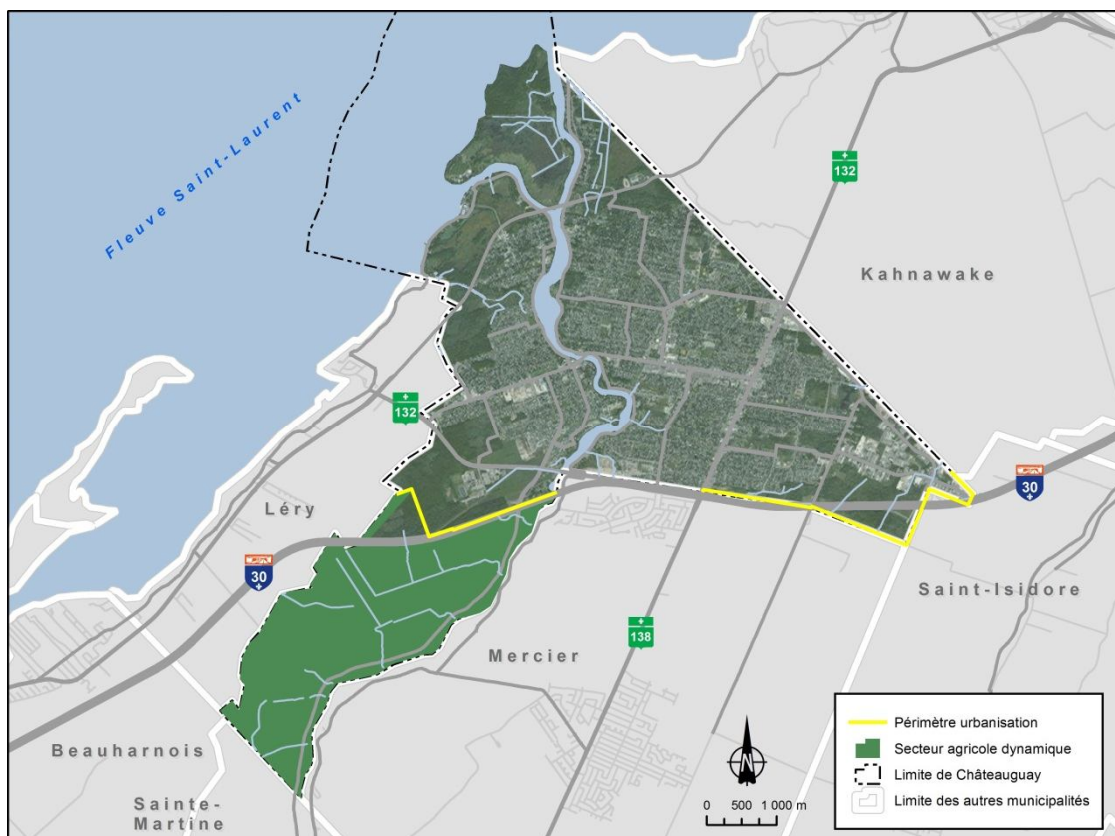 Fleuve Saint-Laurent
132
Kahnawake
132
Léry
30
30
Saint-Isidore
138
Mercier
Beauharnois
Sainte-
Martine
N
0 500 1 000 m
Périmètre urbanisation
Secteur agricole dynamique
Limite de Châteauguay
Limite des autres municipalités